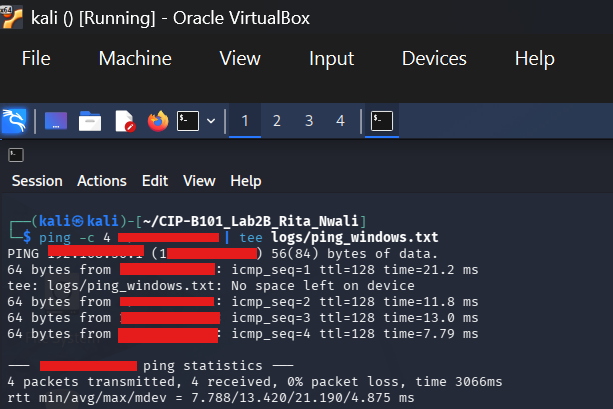 kali () [Running] - Oracle VirtualBox
File Machine View Input Devices Help
1 2 3 4
Session Actions Edit View Help
(kali㉿kali)-[~/CIP-B101_Lab2B_Rita_Nwali]
$ ping -c 4 | tee logs/ping_windows.txt
PING (1 ) 56(84) bytes of data.
64 bytes from : icmp_seq=1 ttl=128 time=21.2 ms
tee: logs/ping_windows.txt: No space left on device
64 bytes from : icmp_seq=2 ttl=128 time=11.8 ms
64 bytes from : icmp_seq=3 ttl=128 time=13.0 ms
64 bytes from : icmp_seq=4 ttl=128 time=7.79 ms
--- ping statistics ---
4 packets transmitted, 4 received, 0% packet loss, time 3066ms
rtt min/avg/max/mdev = 7.788/13.420/21.190/4.875 ms